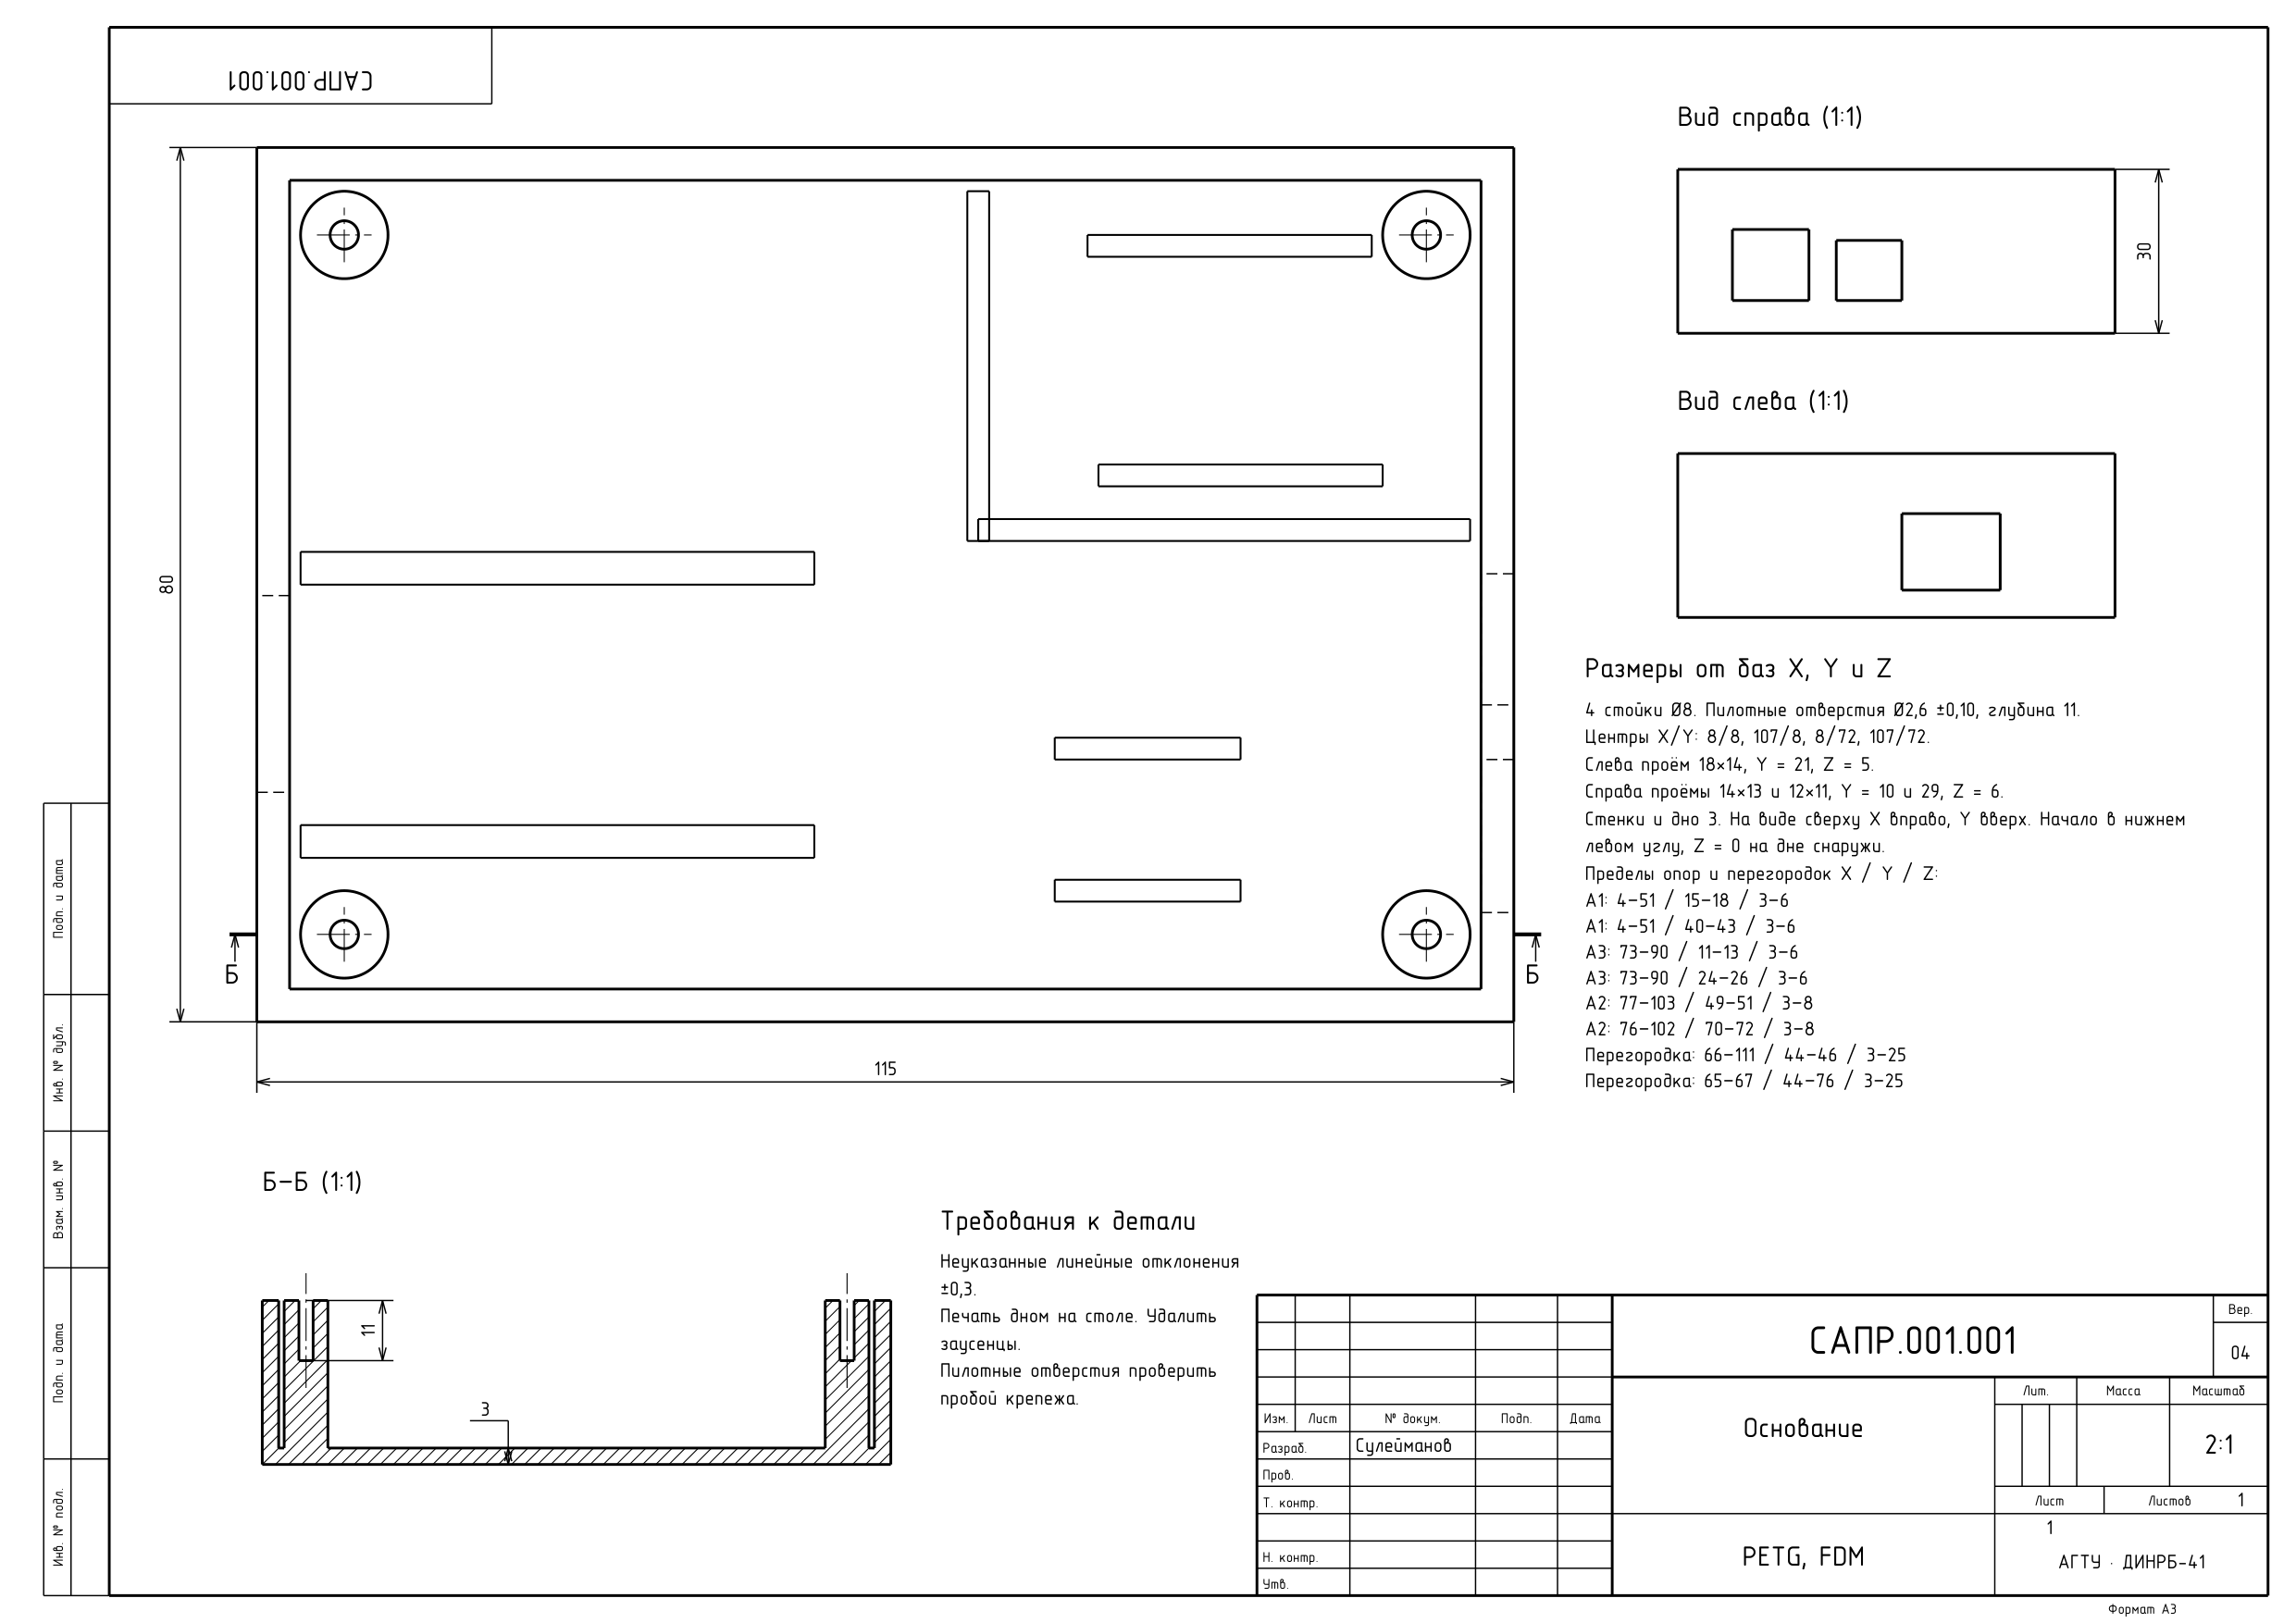 САПР.001.001
Вид справа (1:1)
30
Вид слева (1:1)
80
115
Б
Б
Размеры от баз X, Y и Z
4 стойки Ø8. Пилотные отверстия Ø2,6 ±0,10, глубина 11.
Центры X/Y: 8/8, 107/8, 8/72, 107/72.
Слева проём 18×14, Y = 21, Z = 5.
Справа проёмы 14×13 и 12×11, Y = 10 и 29, Z = 6.
Стенки и дно 3. На виде сверху X вправо, Y вверх. Начало в нижнем
левом углу, Z = 0 на дне снаружи.
Пределы опор и перегородок X / Y / Z:
А1: 4–51 / 15–18 / 3–6
А1: 4–51 / 40–43 / 3–6
А3: 73–90 / 11–13 / 3–6
А3: 73–90 / 24–26 / 3–6
А2: 77–103 / 49–51 / 3–8
А2: 76–102 / 70–72 / 3–8
Перегородка: 66–111 / 44–46 / 3–25
Перегородка: 65–67 / 44–76 / 3–25
Б–Б (1:1)
11
3
Требования к детали
Неуказанные линейные отклонения
±0,3.
Печать дном на столе. Удалить
заусенцы.
Пилотные отверстия проверить
пробой крепежа.
Подп. и дата
Инв. № дубл.
Взам. инв. №
Подп. и дата
Инв. № подл.
САПР.001.001
Вер.
04
Изм. Лист № докум. Подп. Дата
Разраб. Сулейманов
Пров.
Т. контр.
Н. контр.
Утв.
Основание
Лит. Масса Масштаб
2:1
Лист Листов 1
1
PETG, FDM
АГТУ · ДИНРБ-41
Формат А3